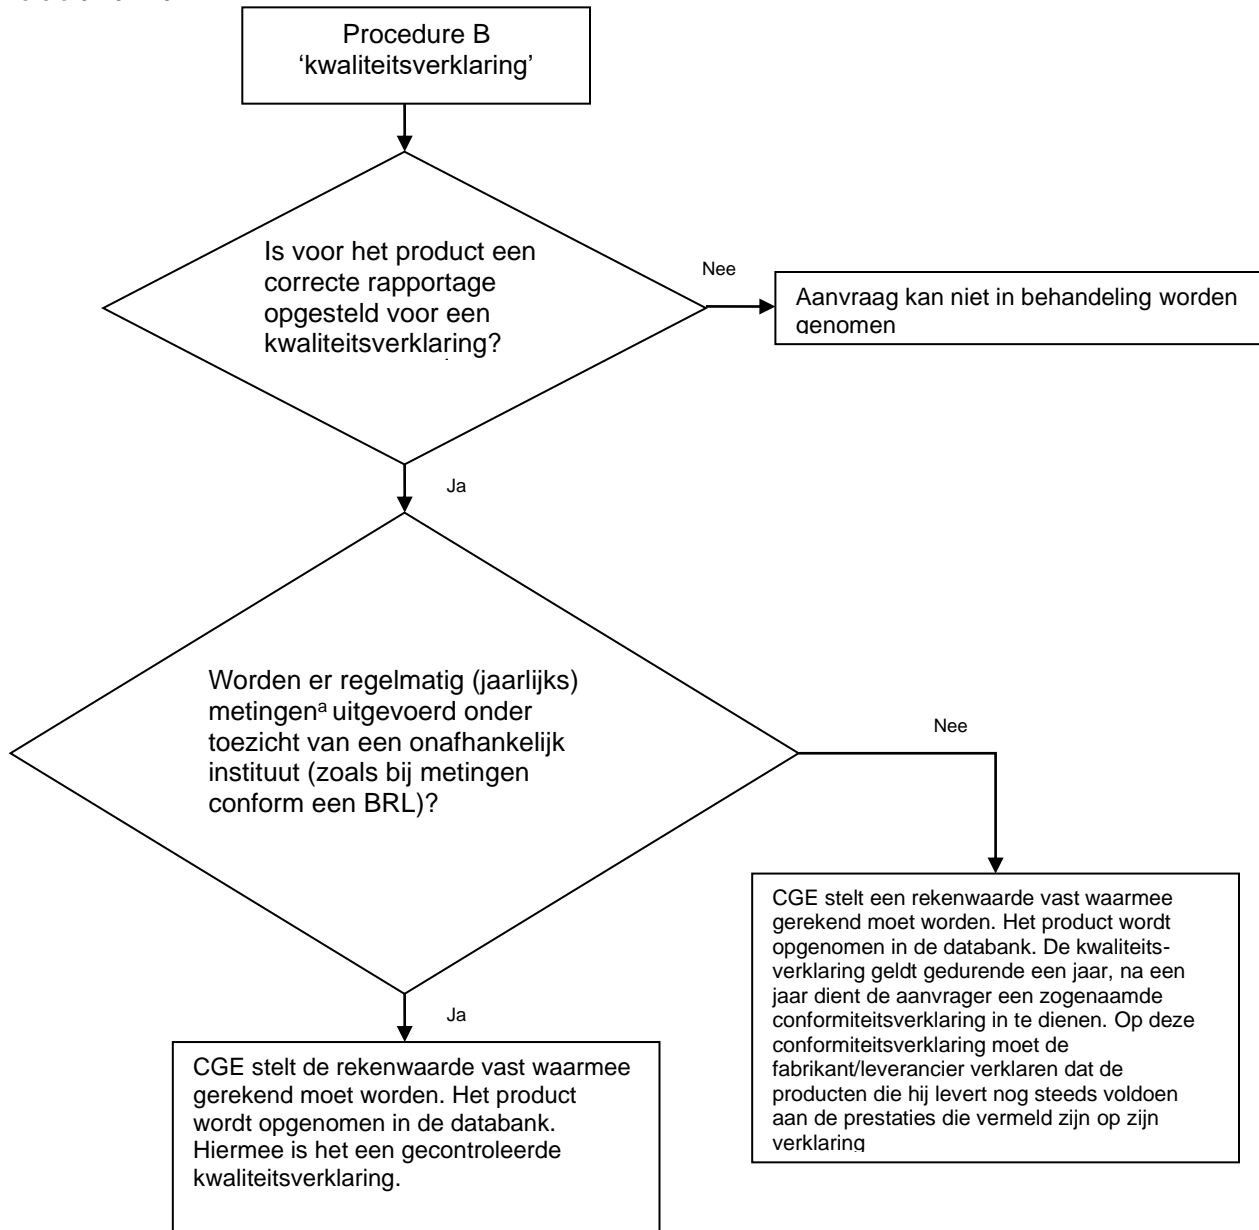 Procedure B
‘kwaliteitsverklaring’
Is voor het product een
correcte rapportage
opgesteld voor een
kwaliteitsverklaring?
Nee
Aanvraag kan niet in behandeling worden
genomen
Ja
Worden er regelmatig (jaarlijks)
metingenᵃ uitgevoerd onder
toezicht van een onafhankelijk
instituut (zoals bij metingen
conform een BRL)?
Nee
CGE stelt een rekenwaarde vast waarmee
gerekend moet worden. Het product wordt
opgenomen in de databank. De kwaliteits-
verklaring geldt gedurende een jaar, na een
jaar dient de aanvrager een zogenaamde
conformiteitsverklaring in te dienen. Op deze
conformiteitsverklaring moet de
fabrikant/leverancier verklaren dat de
producten die hij levert nog steeds voldoen
aan de prestaties die vermeld zijn op zijn
verklaring
Ja
CGE stelt de rekenwaarde vast waarmee
gerekend moet worden. Het product
wordt opgenomen in de databank.
Hiermee is het een gecontroleerde
kwaliteitsverklaring.